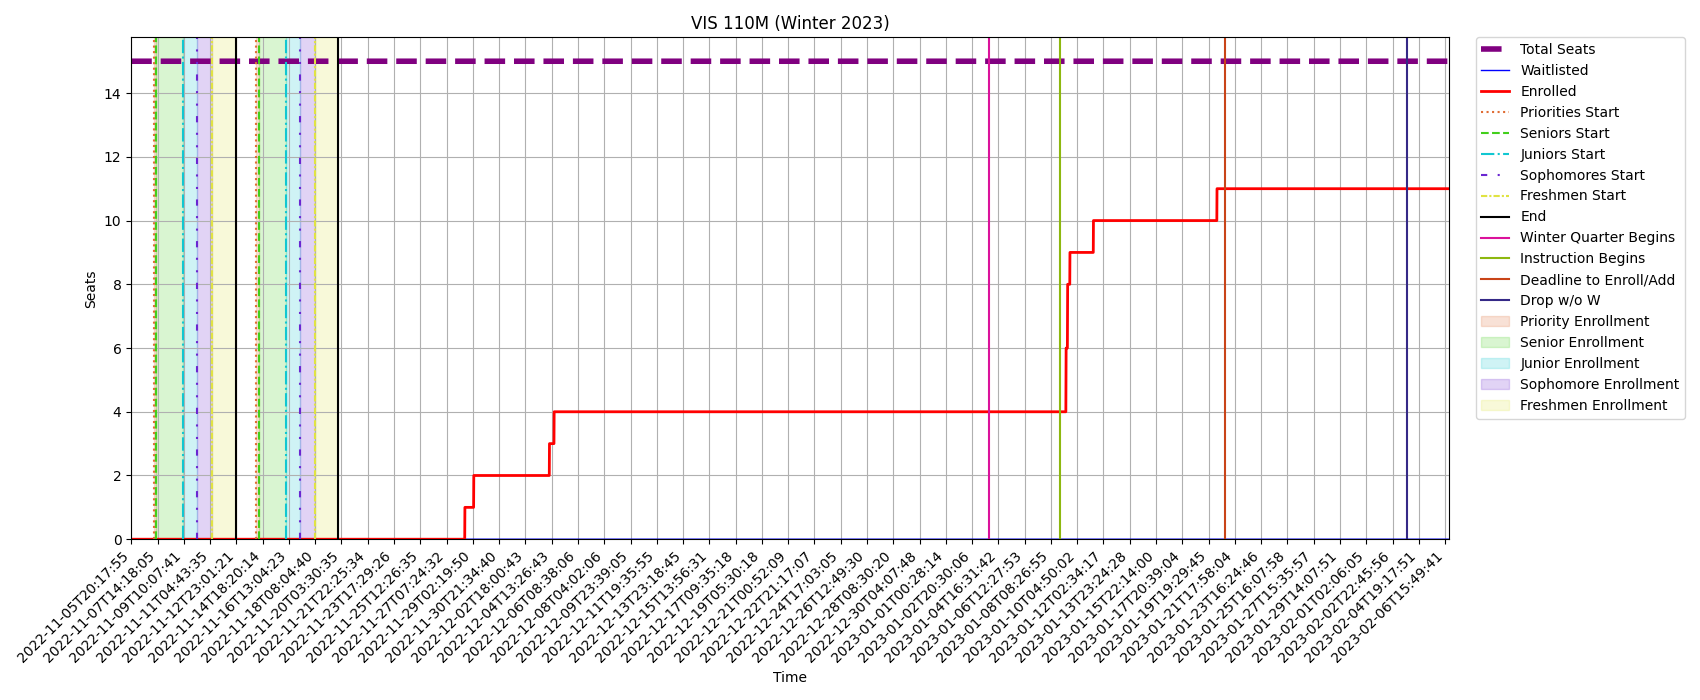 VIS 110M (Winter 2023)
Seats
14
12
10
8
6
4
2
0
2022-11-05T20:17:55
2022-11-07T14:18:05
2022-11-09T10:07:41
2022-11-11T04:43:35
2022-11-12T23:01:21
2022-11-14T18:20:14
2022-11-16T13:04:23
2022-11-18T08:04:40
2022-11-20T03:30:35
2022-11-21T22:25:34
2022-11-23T17:29:26
2022-11-25T12:26:35
2022-11-27T07:24:32
2022-11-29T02:19:50
2022-11-30T21:34:40
2022-12-02T18:00:43
2022-12-04T13:26:43
2022-12-06T08:38:06
2022-12-08T04:02:06
2022-12-09T23:39:05
2022-12-11T19:35:55
2022-12-13T23:18:45
2022-12-15T13:56:31
2022-12-17T09:35:18
2022-12-19T05:30:18
2022-12-21T00:52:09
2022-12-22T21:17:07
2022-12-24T17:03:05
2022-12-26T12:49:30
2022-12-28T08:30:20
2022-12-30T04:07:48
2023-01-01T00:28:14
2023-01-02T20:30:06
2023-01-04T16:31:42
2023-01-06T12:27:53
2023-01-08T08:26:55
2023-01-10T04:50:02
2023-01-12T02:34:17
2023-01-13T23:24:28
2023-01-15T22:14:00
2023-01-17T20:39:04
2023-01-19T19:29:45
2023-01-21T17:58:04
2023-01-23T16:24:46
2023-01-25T16:07:58
2023-01-27T15:35:57
2023-01-29T14:07:51
2023-02-01T02:06:05
2023-02-02T22:45:56
2023-02-04T19:17:51
2023-02-06T15:49:41
Time
Total Seats
Waitlisted
Enrolled
Priorities Start
Seniors Start
Juniors Start
Sophomores Start
Freshmen Start
End
Winter Quarter Begins
Instruction Begins
Deadline to Enroll/Add
Drop w/o W
Priority Enrollment
Senior Enrollment
Junior Enrollment
Sophomore Enrollment
Freshmen Enrollment